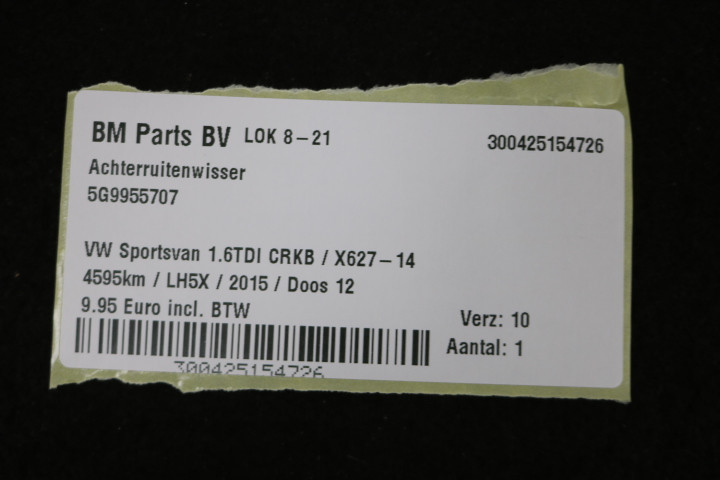 BM Parts BV LOK 8-21 300425154726
Achterruitenwisser
5G9955707
VW Sportsvan 1.6TDI CRKB / X627-14
4595km / LH5X / 2015 / Doos 12
9.95 Euro incl. BTW
Verz: 10
Aantal: 1
300425154726